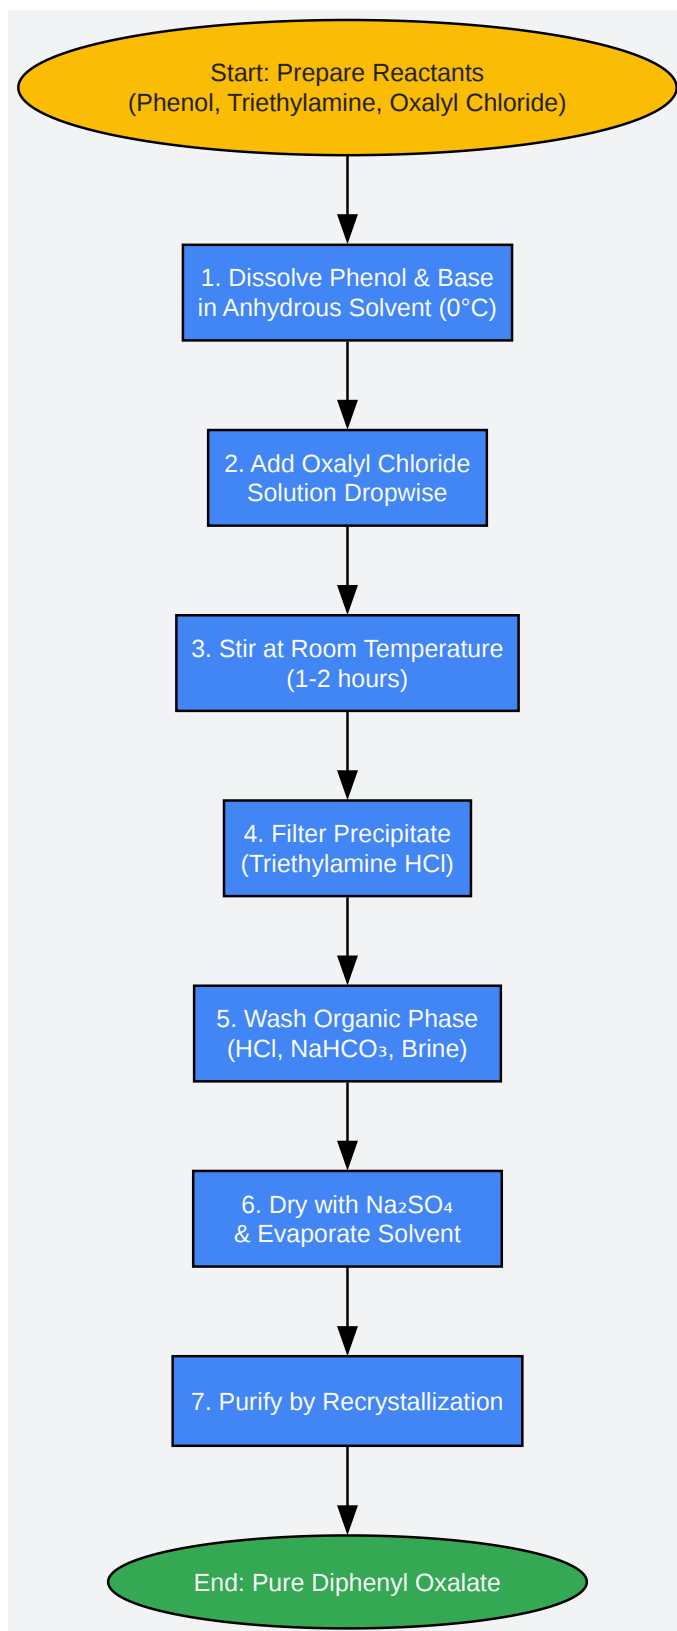 Start: Prepare Reactants
(Phenol, Triethylamine, Oxalyl Chloride)
1. Dissolve Phenol & Base
in Anhydrous Solvent (0°C)
2. Add Oxalyl Chloride
Solution Dropwise
3. Stir at Room Temperature
(1-2 hours)
4. Filter Precipitate
(Triethylamine HCl)
5. Wash Organic Phase
(HCl, NaHCO₃, Brine)
6. Dry with Na₂SO₄
& Evaporate Solvent
7. Purify by Recrystallization
End: Pure Diphenyl Oxalate